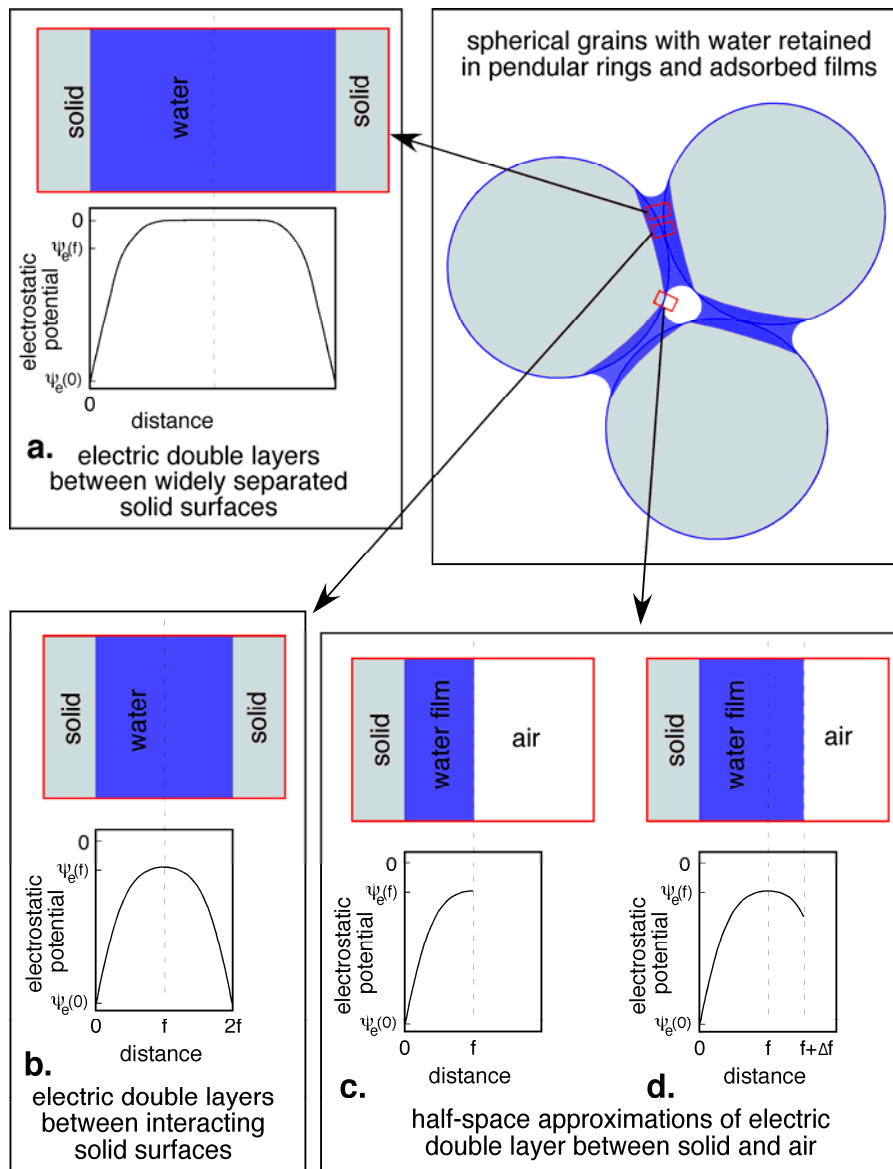 solid
water
solid
0
ψe(f)
ψe(0)
electrostatic
potential
0
distance
a.
electric double layers
between widely separated
solid surfaces
spherical grains with water retained
in pendular rings and adsorbed films
solid
water
solid
0
ψe(f)
ψe(0)
electrostatic
potential
0 f 2f
distance
b.
electric double layers
between interacting
solid surfaces
solid
water film
air
0
ψe(f)
ψe(0)
electrostatic
potential
0 f
distance
c.
solid
water film
air
0
ψe(f)
ψe(0)
electrostatic
potential
0 f f+Δf
distance
d.
half-space approximations of electric
double layer between solid and air